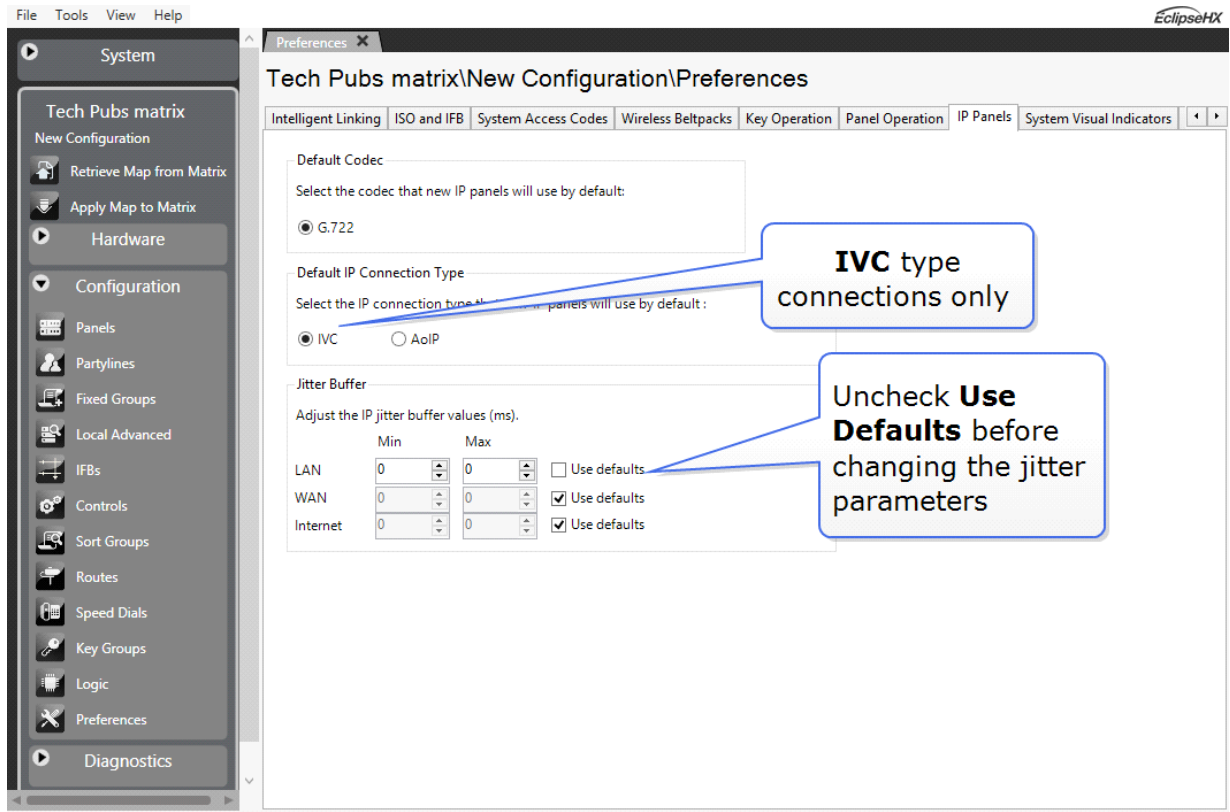 File Tools View Help
EclipseHX
System
Tech Pubs matrix
New Configuration
Retrieve Map from Matrix
Apply Map to Matrix
Hardware
Configuration
Panels
Partylines
Fixed Groups
Local Advanced
IFBs
Controls
Sort Groups
Routes
Speed Dials
Key Groups
Logic
Preferences
Diagnostics
Preferences
Tech Pubs matrix\New Configuration\Preferences
Intelligent Linking ISO and IFB System Access Codes Wireless Beltpacks Key Operation Panel Operation IP Panels System Visual Indicators
Default Codec
Select the codec that new IP panels will use by default:
G.722
Default IP Connection Type
Select the IP connection type IP panels will use by default :
IVC AoIP
IVC type
connections only
Jitter Buffer
Adjust the IP jitter buffer values (ms).
Min Max
LAN 0 0 Use defaults
WAN 0 0 Use defaults
Internet 0 0 Use defaults
Uncheck Use
Defaults before
changing the jitter
parameters